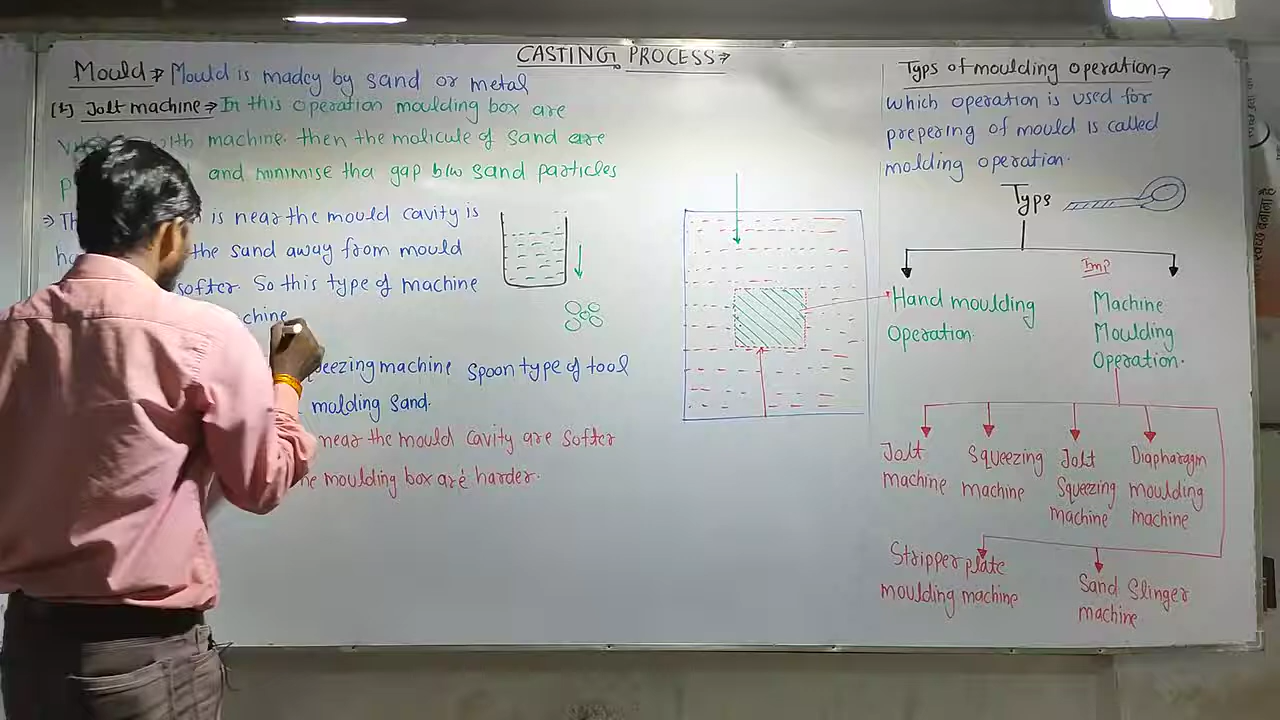 CASTING PROCESS
Mould Mould is madey by sand or metal
(1) Jolt machine In this operation moulding box are
with machine. then the molicule of sand are
and minimise tha gap b/w sand particles
is near the mould cavity is
the sand away from mould
softer. So this type of machine
chine
machine spoon type of tool
molding sand.
near the mould cavity are softer
moulding box are harder.
Typs of moulding operation
which operation is used for
prepering of mould is called
molding operation.
Typs
Imp
Hand moulding
Operation.
Machine
Moulding
Operation.
Jolt
machine
Squeezing
machine
Jolt
Squeezing
machine
Diapharagm
moulding
machine
Stripper plate
moulding machine
Sand Slinger
machine